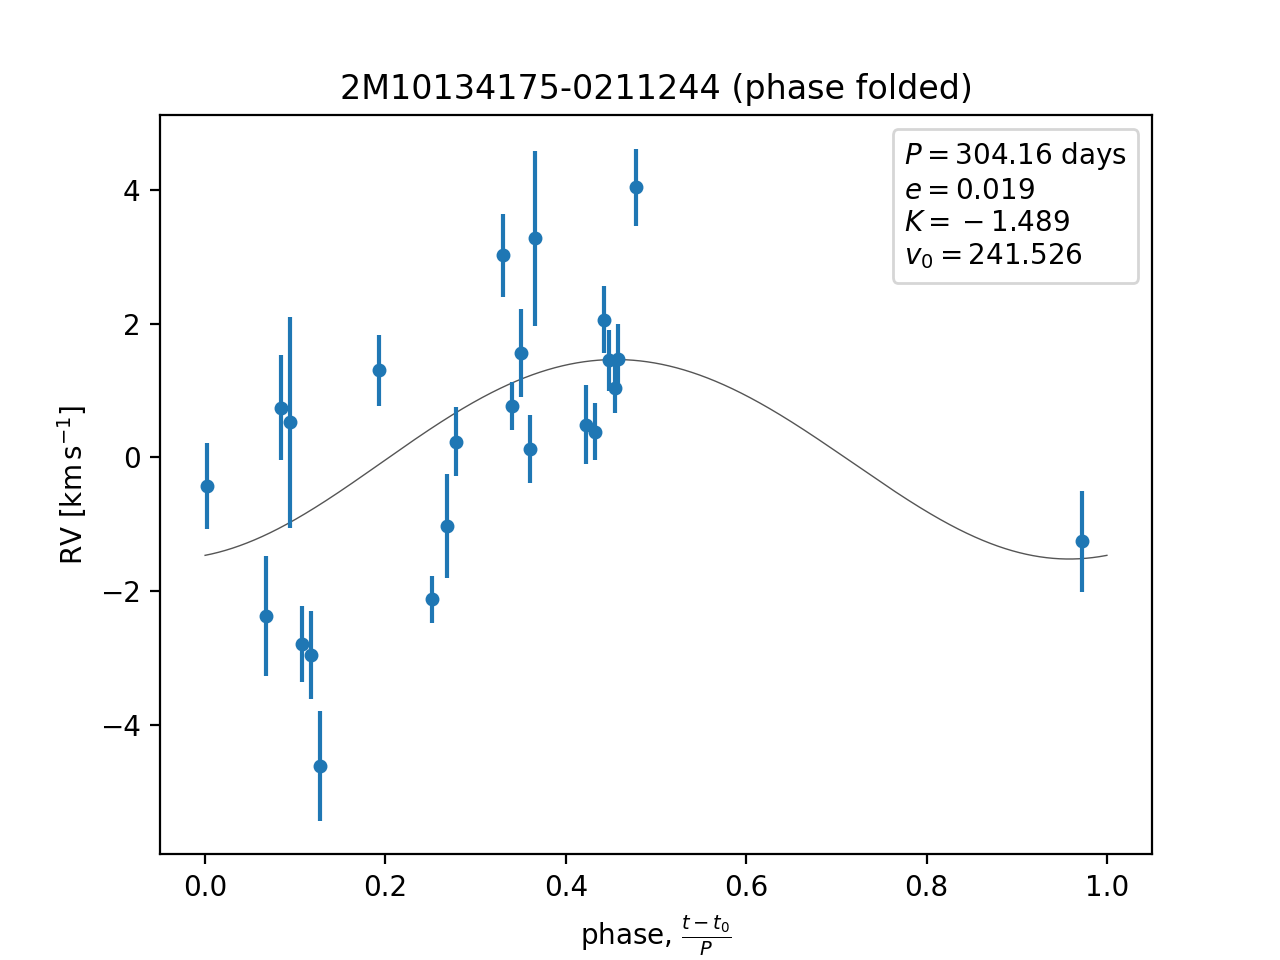 2M10134175-0211244 (phase folded)
P = 304.16 days
e = 0.019
K = −1.489
v₀ = 241.526
4
2
0
−2
−4
RV [km s⁻¹]
0.0 0.2 0.4 0.6 0.8 1.0
phase, (t − t₀)/P